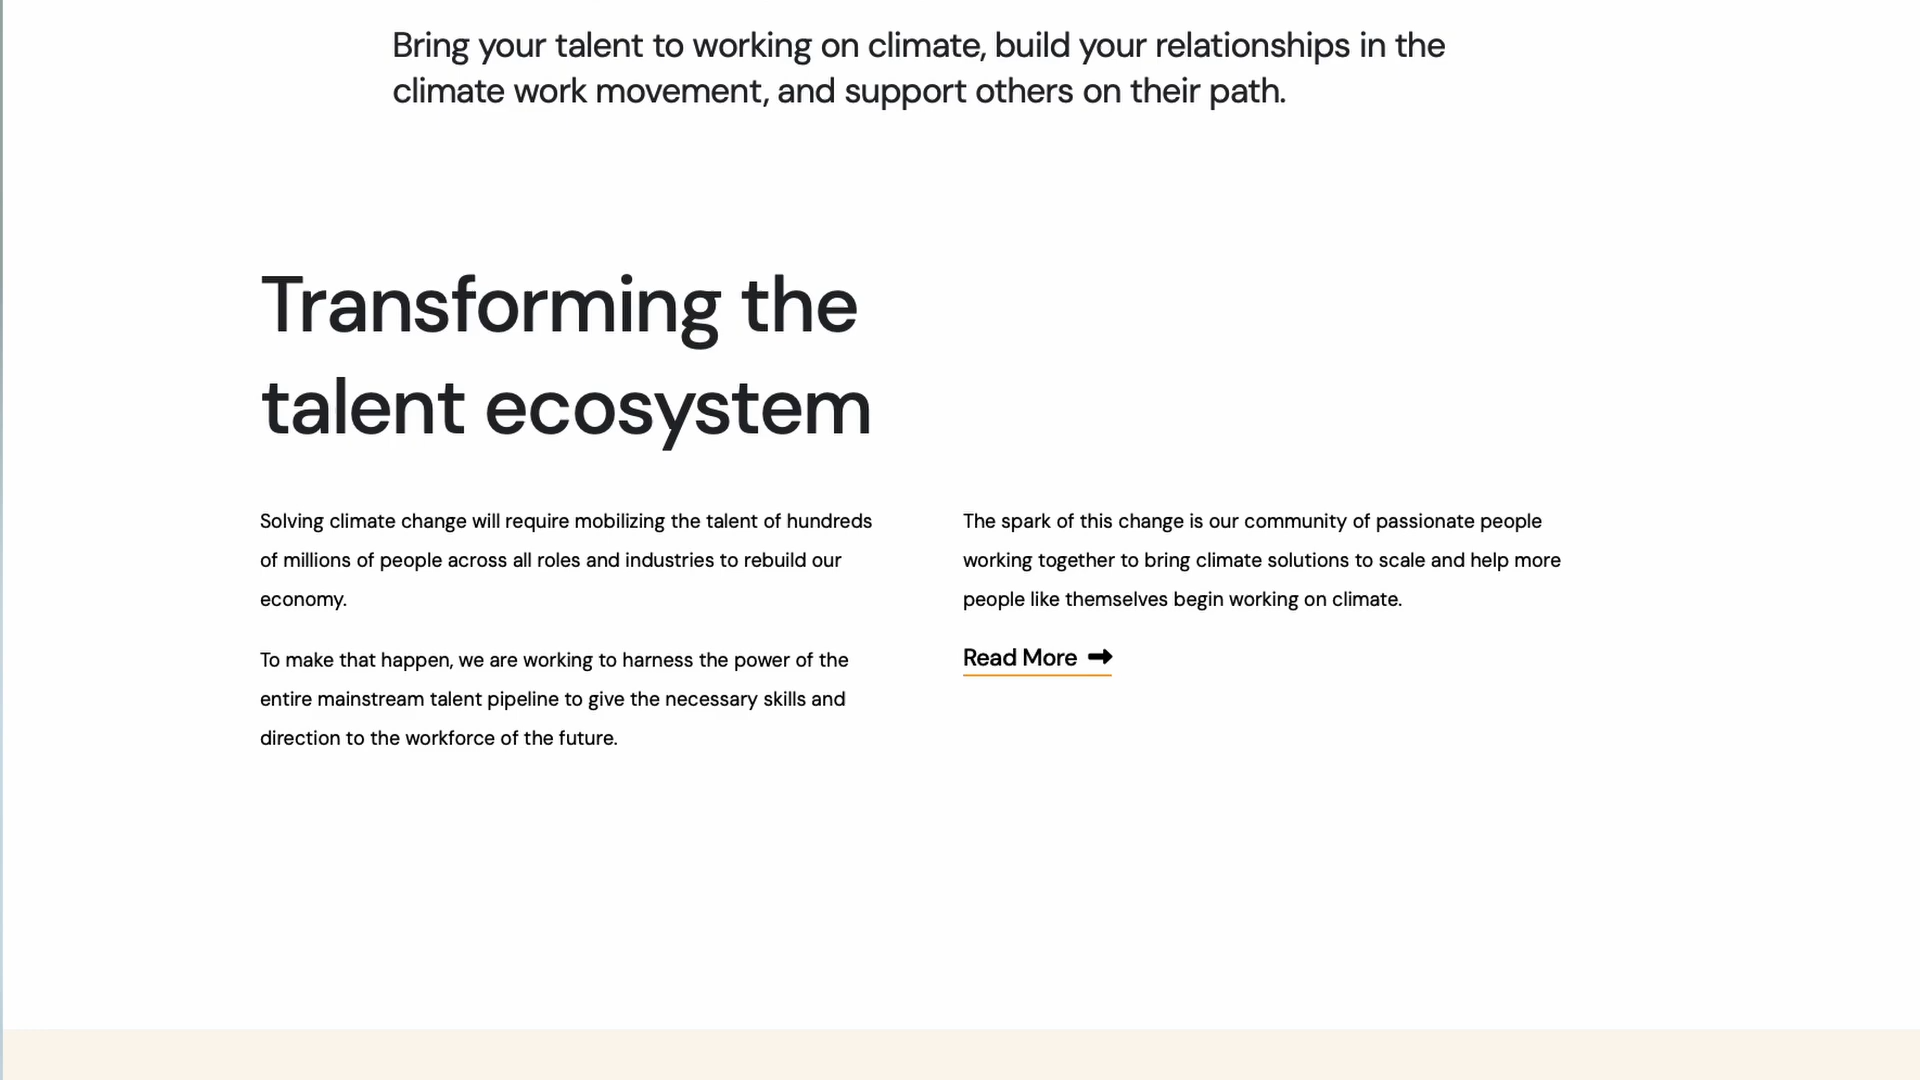 Bring your talent to working on climate, build your relationships in the
climate work movement, and support others on their path.
Transforming the
talent ecosystem
Solving climate change will require mobilizing the talent of hundreds
of millions of people across all roles and industries to rebuild our
economy.
To make that happen, we are working to harness the power of the
entire mainstream talent pipeline to give the necessary skills and
direction to the workforce of the future.
The spark of this change is our community of passionate people
working together to bring climate solutions to scale and help more
people like themselves begin working on climate.
Read More